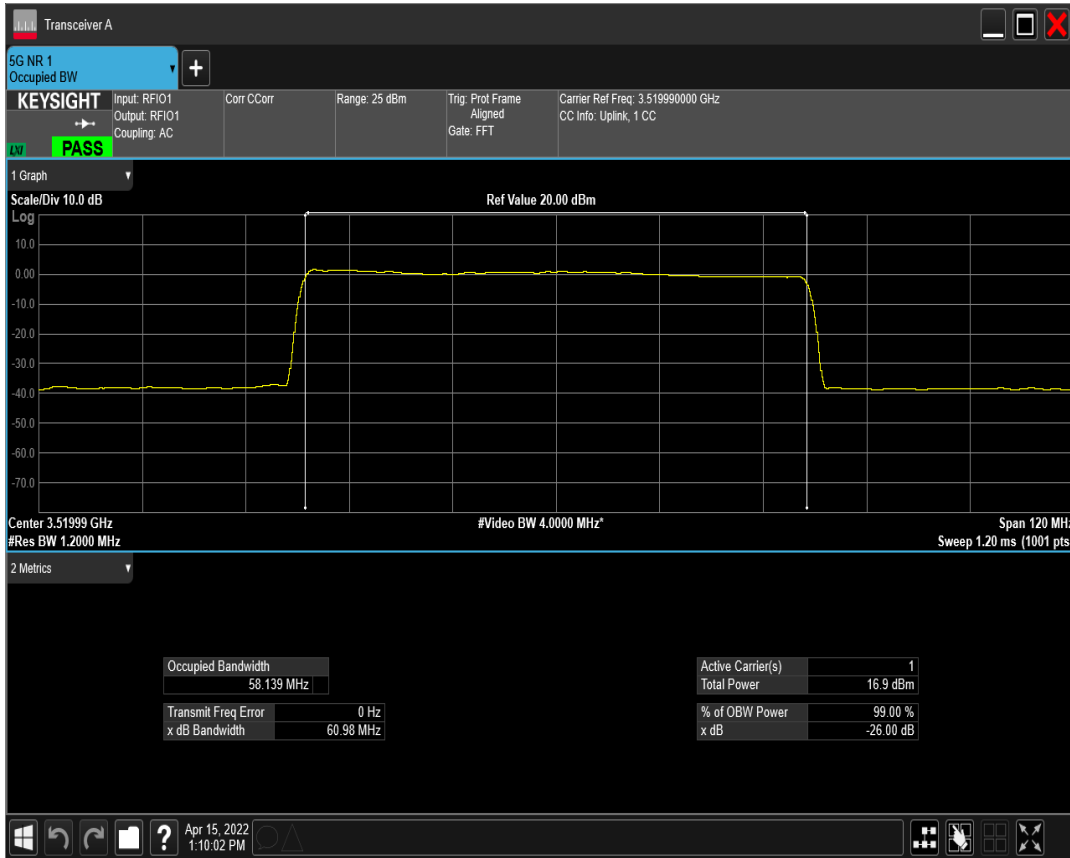 Transceiver A
5G NR 1
Occupied BW
KEYSIGHT
LXI
PASS
Input: RFIO1
Output: RFIO1
Coupling: AC
Corr CCorr
Range: 25 dBm
Trig: Prot Frame
Aligned
Gate: FFT
Carrier Ref Freq: 3.519990000 GHz
CC Info: Uplink, 1 CC
1 Graph
Scale/Div 10.0 dB
Ref Value 20.00 dBm
Log
10.0
0.00
-10.0
-20.0
-30.0
-40.0
-50.0
-60.0
-70.0
Center 3.51999 GHz
#Video BW 4.0000 MHz*
Span 120 MHz
#Res BW 1.2000 MHz
Sweep 1.20 ms (1001 pts
2 Metrics
Occupied Bandwidth
58.139 MHz
Transmit Freq Error 0 Hz
x dB Bandwidth 60.98 MHz
Active Carrier(s) 1
Total Power 16.9 dBm
% of OBW Power 99.00 %
x dB -26.00 dB
?
Apr 15, 2022
1:10:02 PM